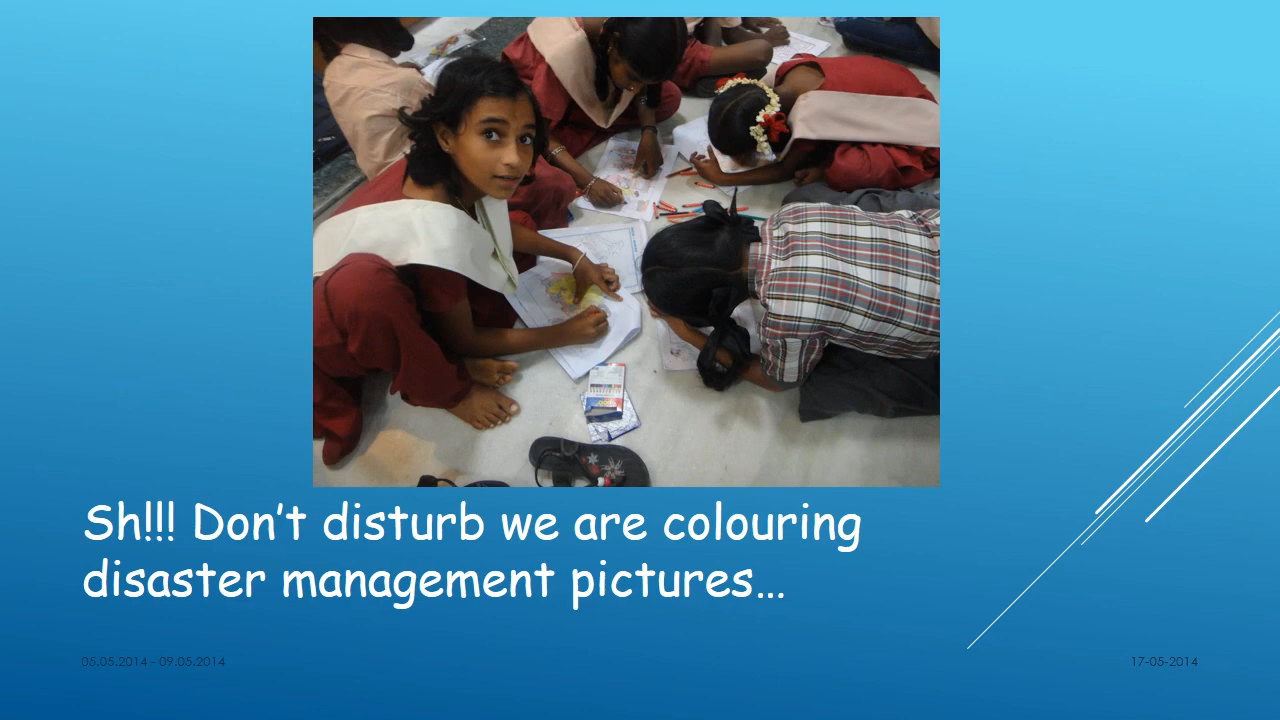 Sh!!! Don’t disturb we are colouring
disaster management pictures…
05.05.2014 - 09.05.2014
17-05-2014